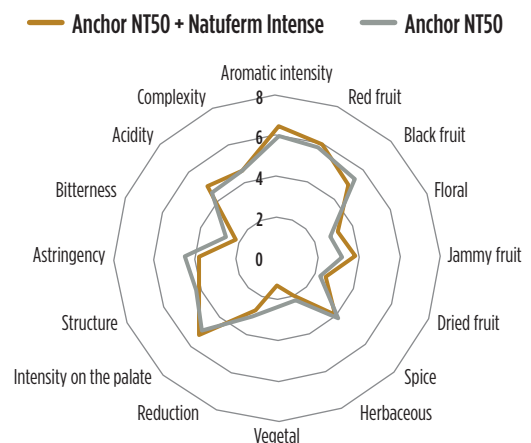 Anchor NT50 + Natuferm Intense
Anchor NT50
Aromatic intensity
Complexity
Red fruit
Acidity
Black fruit
Bitterness
Floral
Astringency
Jammy fruit
Structure
Dried fruit
Intensity on the palate
Spice
Reduction
Herbaceous
Vegetal
8
6
4
2
0